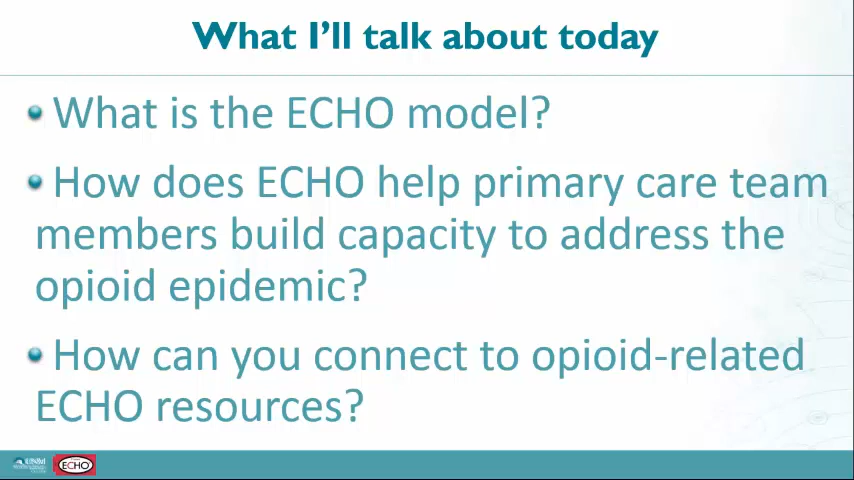 What I'll talk about today
What is the ECHO model?
How does ECHO help primary care team
members build capacity to address the
opioid epidemic?
How can you connect to opioid-related
ECHO resources?
UNM
ECHO